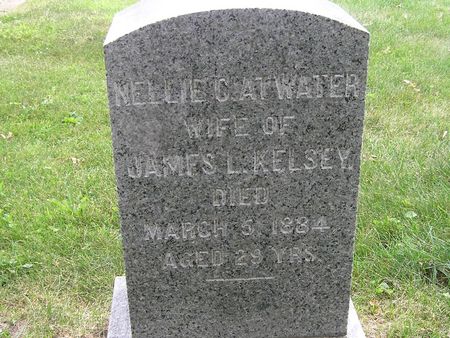 NELLIE C. ATWATER
WIFE OF
JAMES L. KELSEY.
DIED
MARCH 5, 1884
AGED 29 YRS.